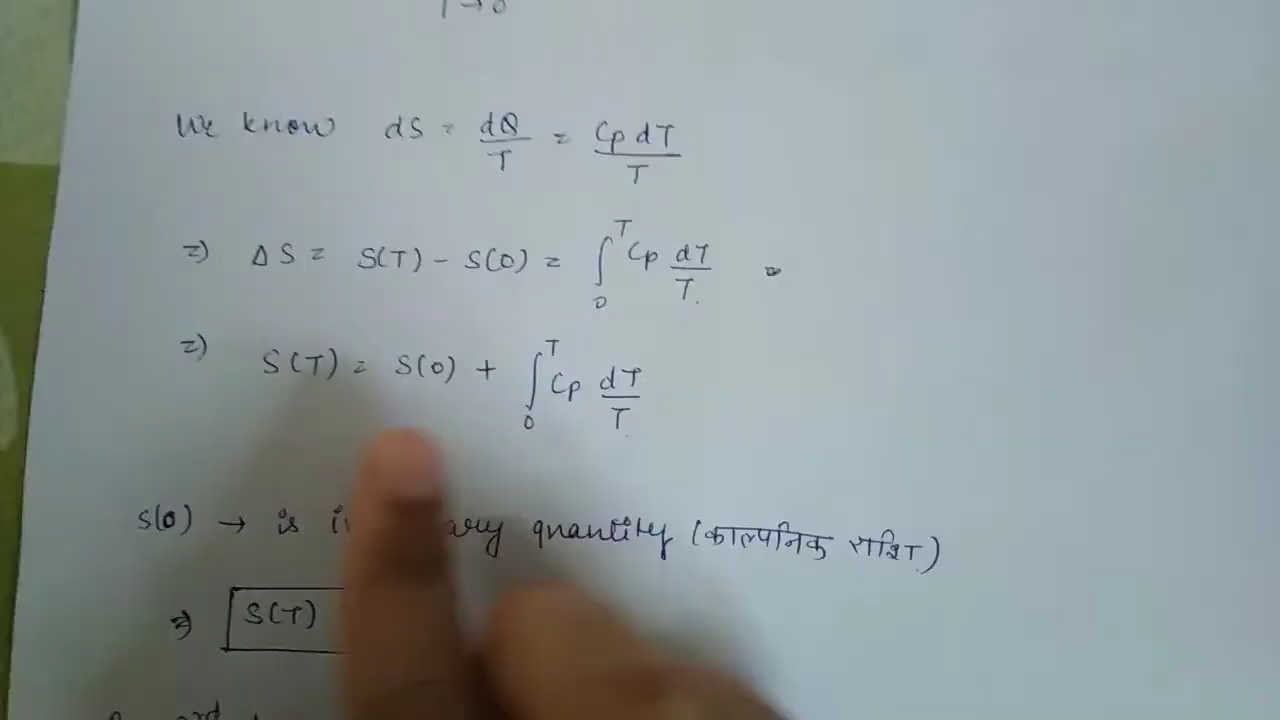 We know dS = dQ/T = Cp dT/T
=) ΔS = S(T) - S(0) = ∫₀ᵀ Cp dT/T
=) S(T) = S(0) + ∫₀ᵀ Cp dT/T
S(0) → is quantity (काल्पनिक राशि)
=) S(T)